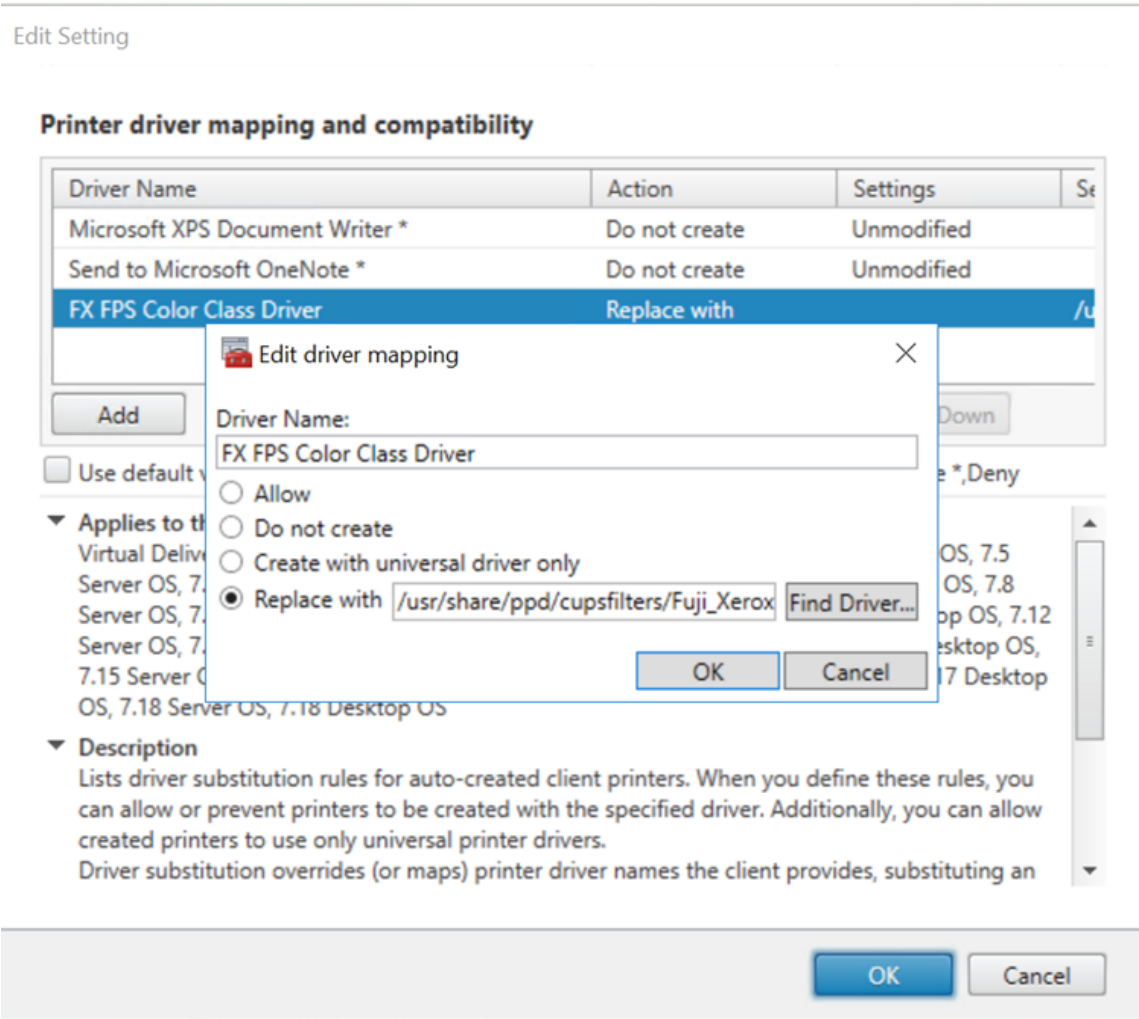 Edit Setting
Printer driver mapping and compatibility
Driver Name Action Settings Se
Microsoft XPS Document Writer * Do not create Unmodified
Send to Microsoft OneNote * Do not create Unmodified
FX FPS Color Class Driver Replace with /u
Edit driver mapping
Add Down
Driver Name:
FX FPS Color Class Driver
Use default v e *,Deny
Allow
Applies to th
Do not create
Virtual Delive OS, 7.5
Create with universal driver only
Server OS, 7. OS, 7.8
Replace with /usr/share/ppd/cupsfilters/Fuji_Xerox Find Driver...
Server OS, 7. op OS, 7.12
Server OS, 7. esktop OS,
OK Cancel
7.15 Server O 17 Desktop
OS, 7.18 Server OS, 7.18 Desktop OS
Description
Lists driver substitution rules for auto-created client printers. When you define these rules, you
can allow or prevent printers to be created with the specified driver. Additionally, you can allow
created printers to use only universal printer drivers.
Driver substitution overrides (or maps) printer driver names the client provides, substituting an
OK Cancel